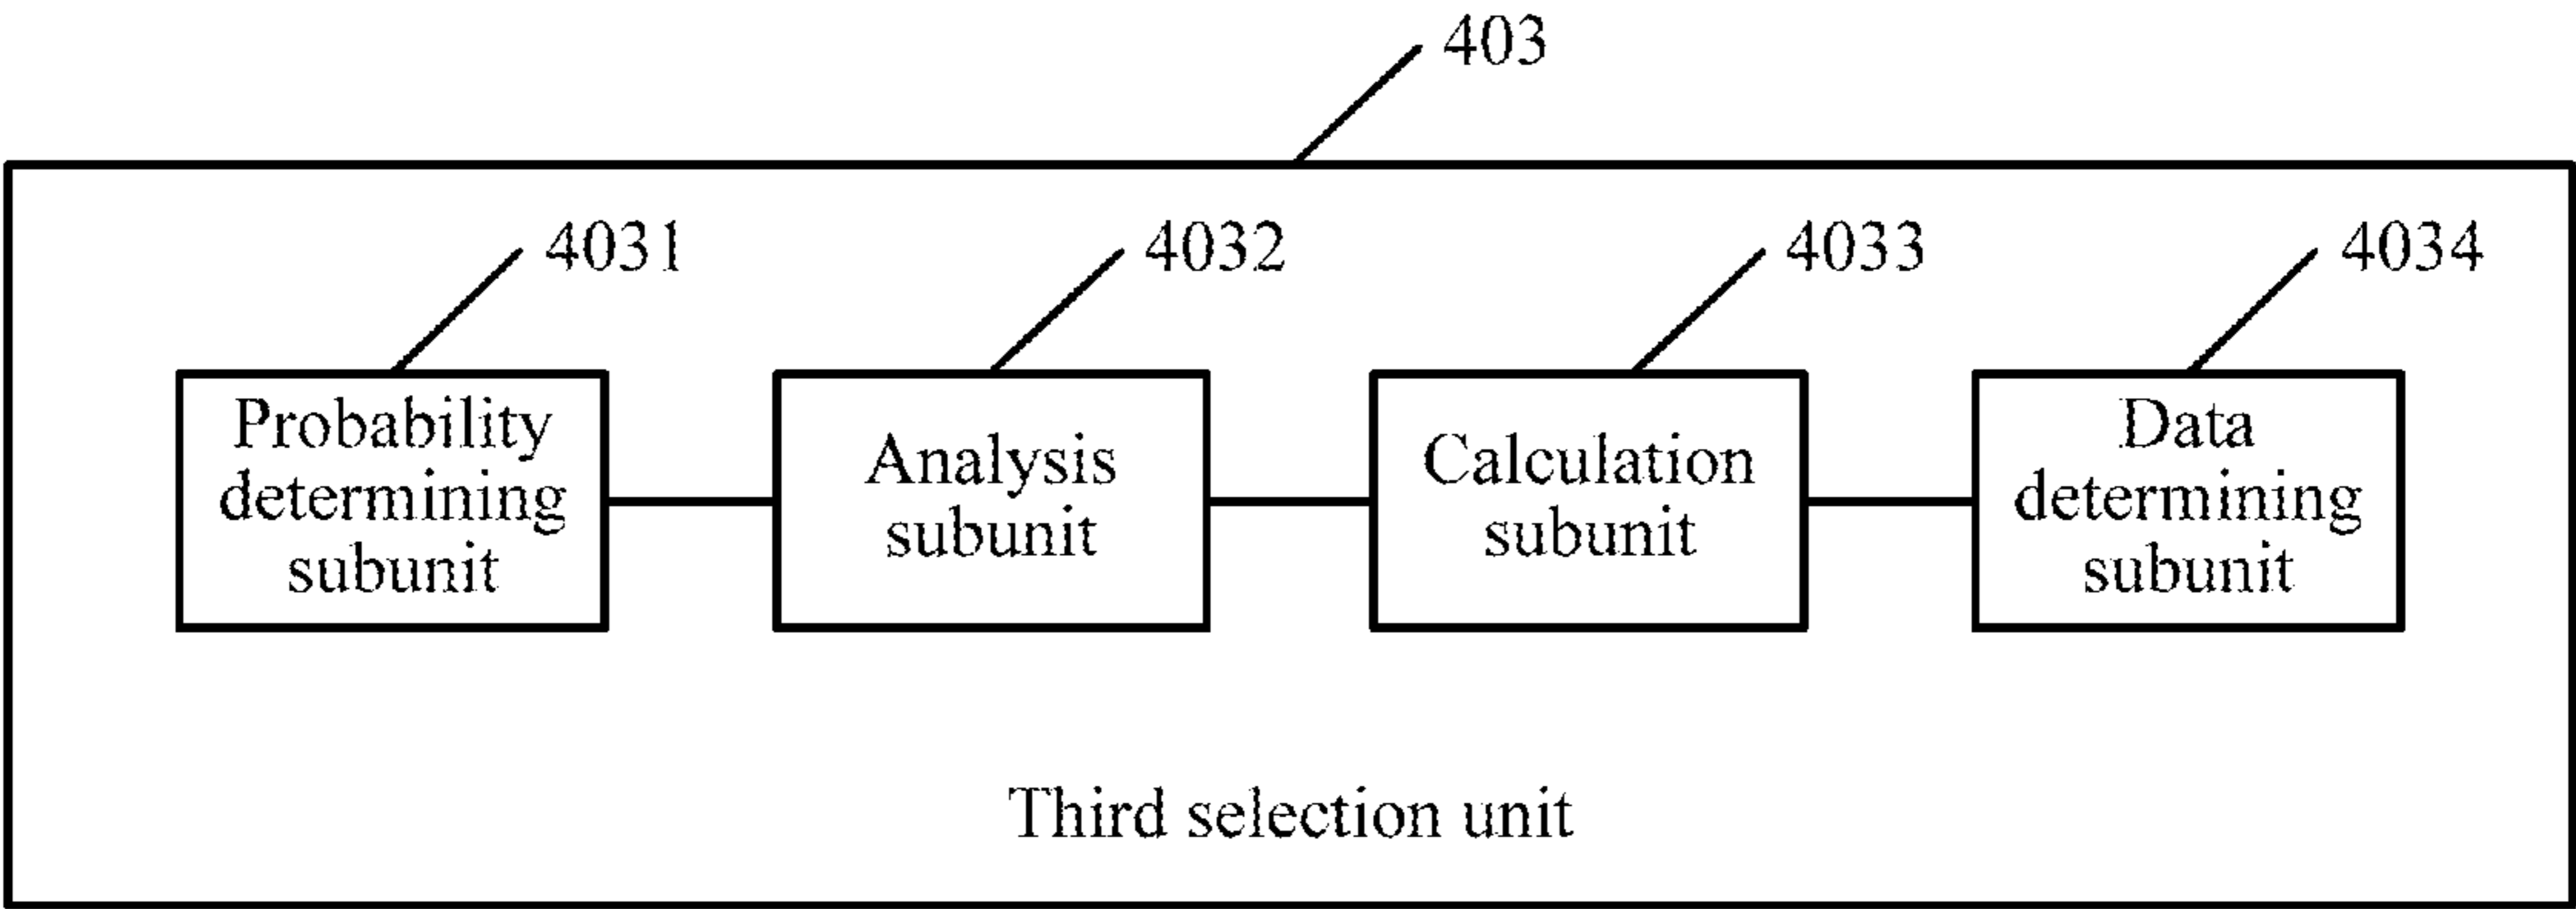 403
4031
4032
4033
4034
Probability
determining
subunit
Analysis
subunit
Calculation
subunit
Data
determining
subunit
Third selection unit